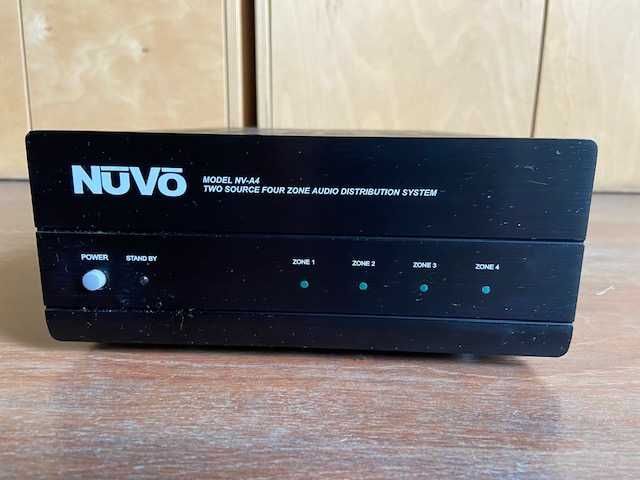 NŪVō
MODEL NV-A4
TWO SOURCE FOUR ZONE AUDIO DISTRIBUTION SYSTEM
POWER STAND BY ZONE 1 ZONE 2 ZONE 3 ZONE 4